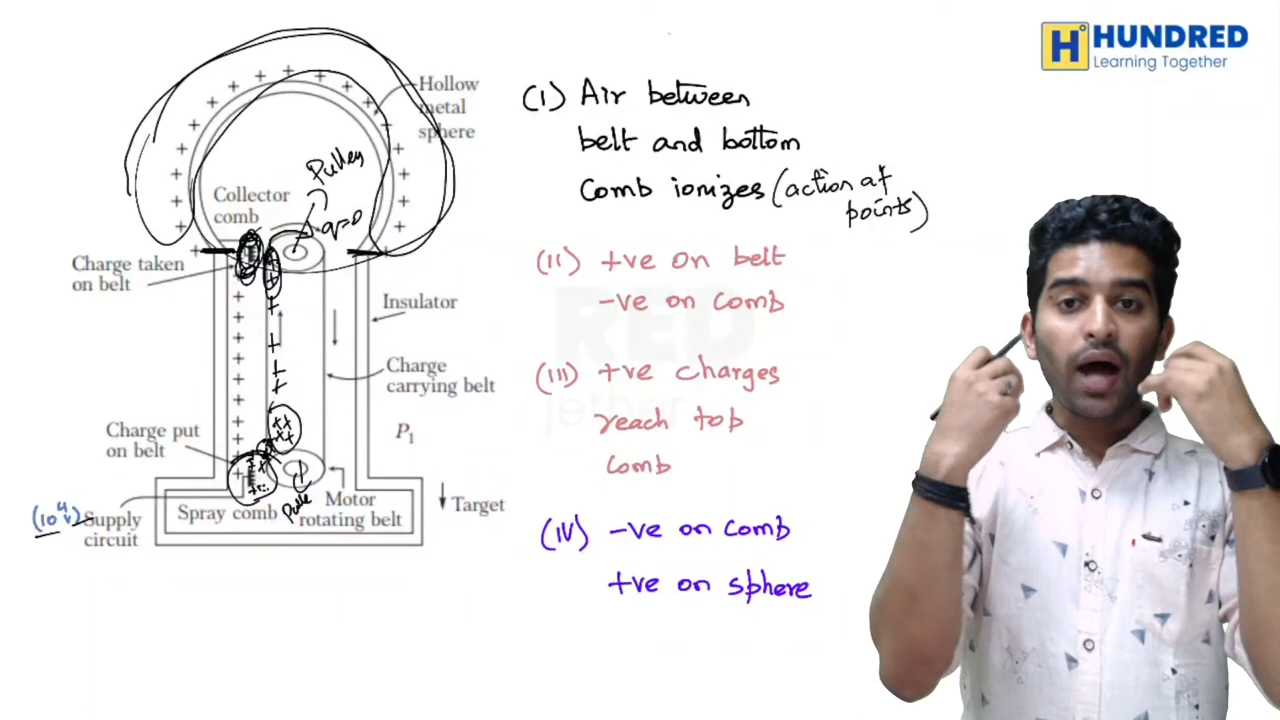 HUNDRED
Learning Together
Hollow
metal
sphere
Pulley
Collector
comb
q=0
Charge taken
on belt
Insulator
Charge
carrying belt
Charge put
on belt
P1
(10⁴v)
Supply
circuit
Spray comb
Pulle
Motor
rotating belt
Target
(I) Air between
belt and bottom
Comb ionizes (action at
points)
(II) +ve on belt
-ve on comb
(III) +ve charges
reach top
comb
(IV) -ve on comb
+ve on sphere